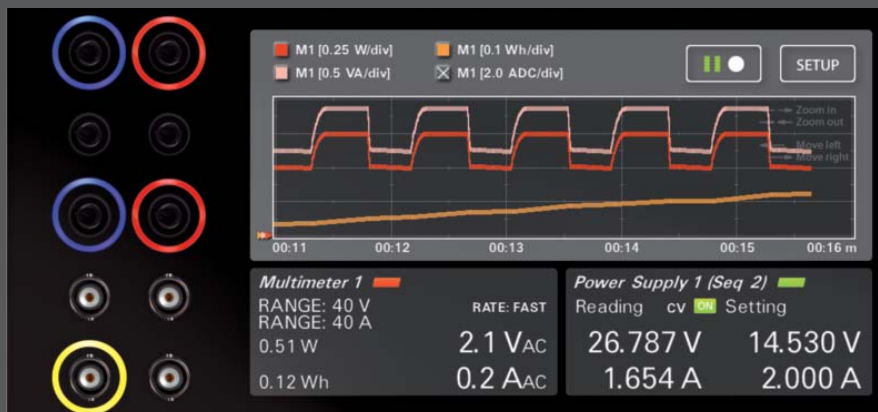 M1 [0.25 W/div] M1 [0.1 Wh/div]
M1 [0.5 VA/div] M1 [2.0 ADC/div]
SETUP
Zoom in
Zoom out
Move left
Move right
00:11 00:12 00:13 00:14 00:15 00:16 m
Multimeter 1
RANGE: 40 V
RANGE: 40 A
RATE: FAST
0.51 W 2.1 VAC
0.12 Wh 0.2 AAC
Power Supply 1 (Seq 2)
Reading CV ON Setting
26.787 V 14.530 V
1.654 A 2.000 A